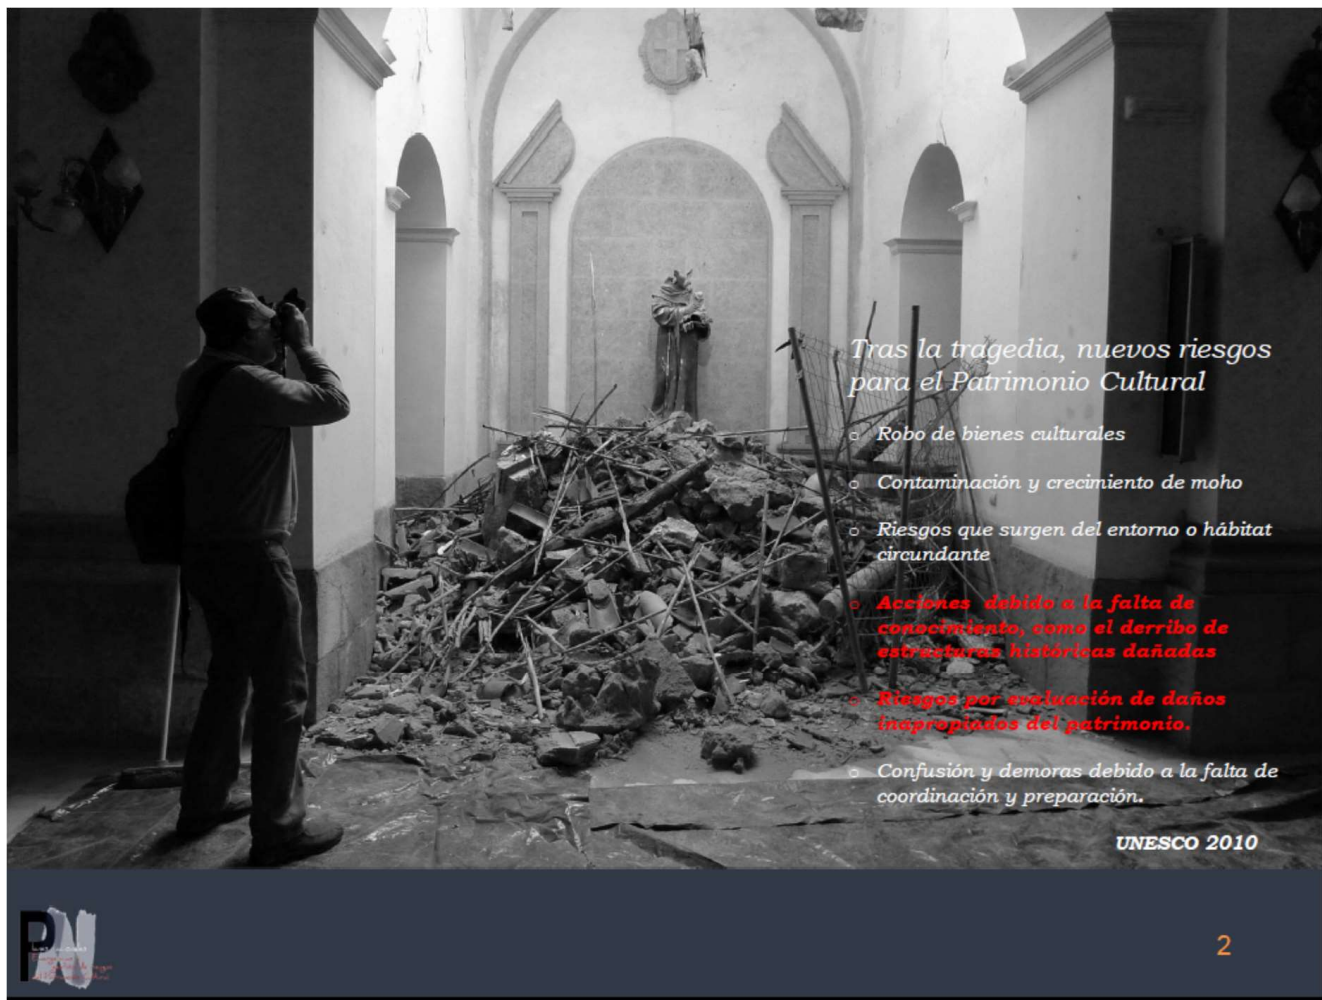 Tras la tragedia, nuevos riesgos
para el Patrimonio Cultural
o Robo de bienes culturales
o Contaminación y crecimiento de moho
o Riesgos que surgen del entorno o hábitat
circundante
o Acciones debido a la falta de
conocimiento, como el derribo de
estructuras históricas dañadas
o Riesgos por evaluación de daños
inapropiados del patrimonio.
o Confusión y demoras debido a la falta de
coordinación y preparación.
UNESCO 2010
PN
2